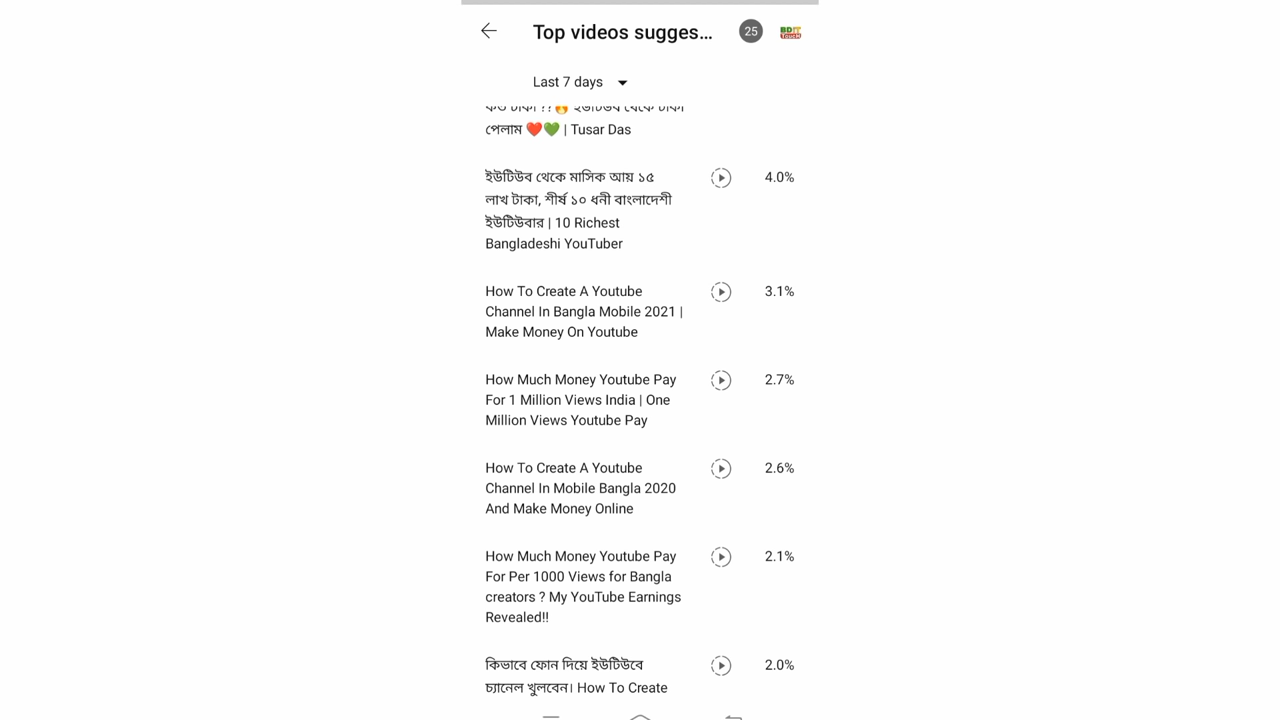 Top videos sugges...
25
BDIT
Touch
Last 7 days
কত টাকা ??🔥 ইউটিউব থেকে টাকা
পেলাম ❤️💚 | Tusar Das
ইউটিউব থেকে মাসিক আয় ১৫
4.0%
লাখ টাকা, শীর্ষ ১০ ধনী বাংলাদেশী
ইউটিউবার | 10 Richest
Bangladeshi YouTuber
How To Create A Youtube
3.1%
Channel In Bangla Mobile 2021 |
Make Money On Youtube
How Much Money Youtube Pay
2.7%
For 1 Million Views India | One
Million Views Youtube Pay
How To Create A Youtube
2.6%
Channel In Mobile Bangla 2020
And Make Money Online
How Much Money Youtube Pay
2.1%
For Per 1000 Views for Bangla
creators ? My YouTube Earnings
Revealed!!
কিভাবে ফোন দিয়ে ইউটিউবে
2.0%
চ্যানেল খুলবেন। How To Create